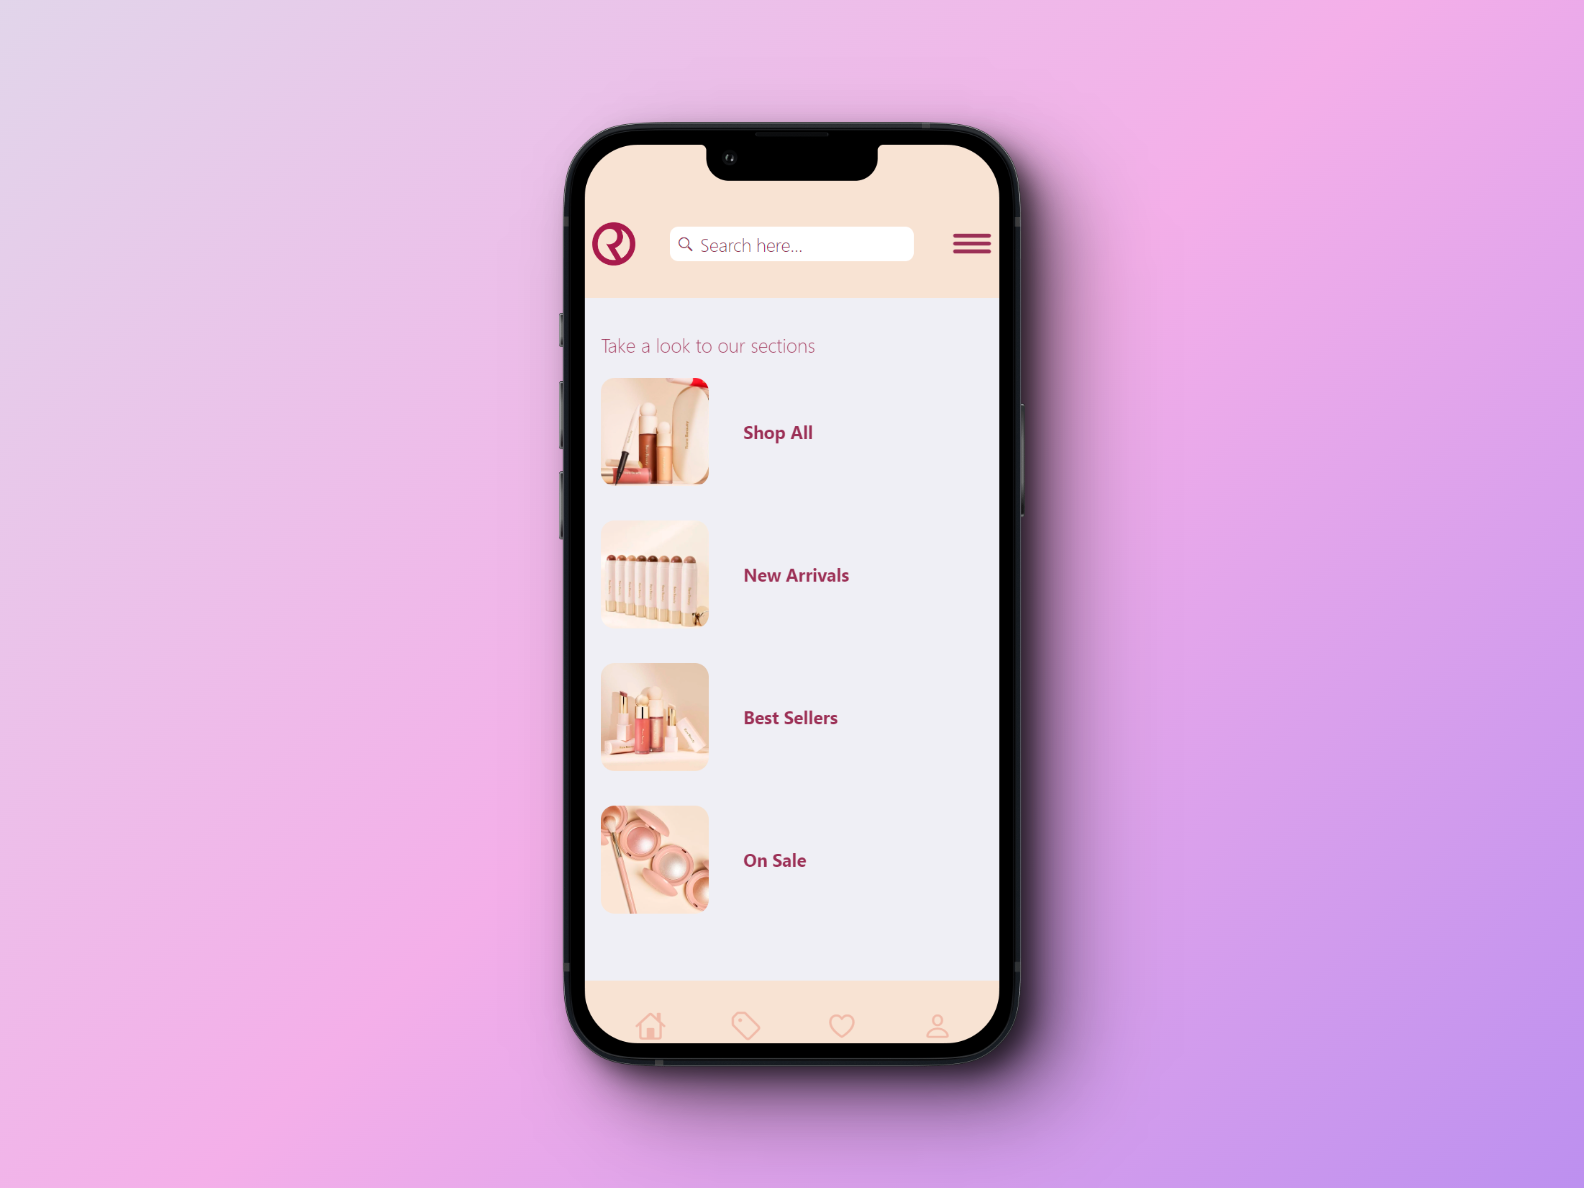 Search here...
Take a look to our sections
Shop All
New Arrivals
Best Sellers
On Sale